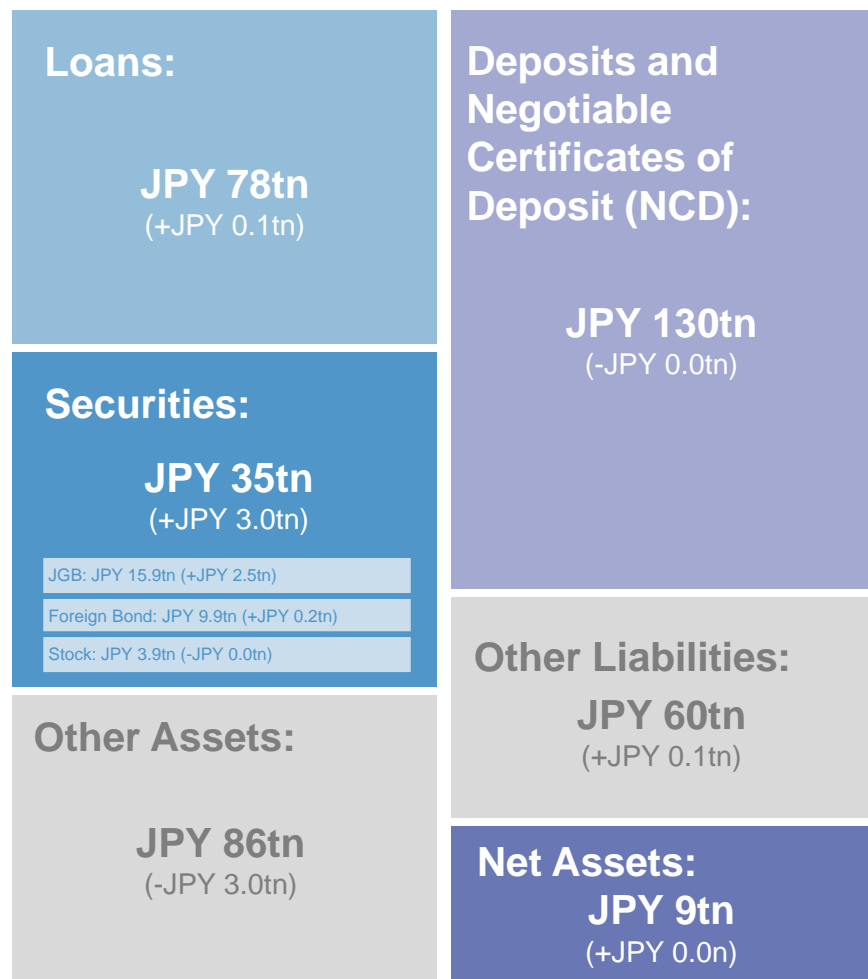 Loans:
JPY 78tn
(+JPY 0.1tn)
Securities:
JPY 35tn
(+JPY 3.0tn)
JGB: JPY 15.9tn (+JPY 2.5tn)
Foreign Bond: JPY 9.9tn (+JPY 0.2tn)
Stock: JPY 3.9tn (-JPY 0.0tn)
Other Assets:
JPY 86tn
(-JPY 3.0tn)
Deposits and
Negotiable
Certificates of
Deposit (NCD):
JPY 130tn
(-JPY 0.0tn)
Other Liabilities:
JPY 60tn
(+JPY 0.1tn)
Net Assets:
JPY 9tn
(+JPY 0.0n)